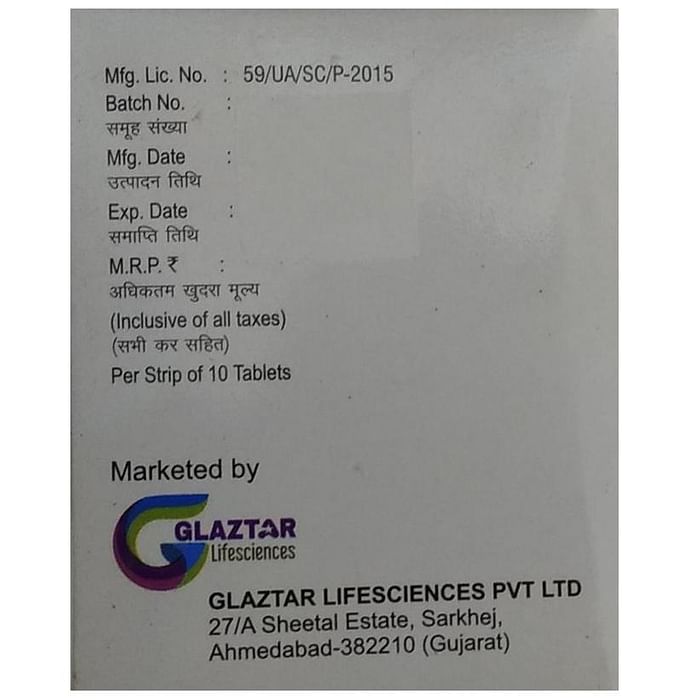 Mfg. Lic. No. : 59/UA/SC/P-2015
Batch No. :
समूह संख्या
Mfg. Date :
उत्पादन तिथि
Exp. Date :
समाप्ति तिथि
M.R.P. ₹ :
अधिकतम खुदरा मूल्य
(Inclusive of all taxes)
(सभी कर सहित)
Per Strip of 10 Tablets
Marketed by
GLAZTAR
Lifesciences
GLAZTAR LIFESCIENCES PVT LTD
27/A Sheetal Estate, Sarkhej,
Ahmedabad-382210 (Gujarat)